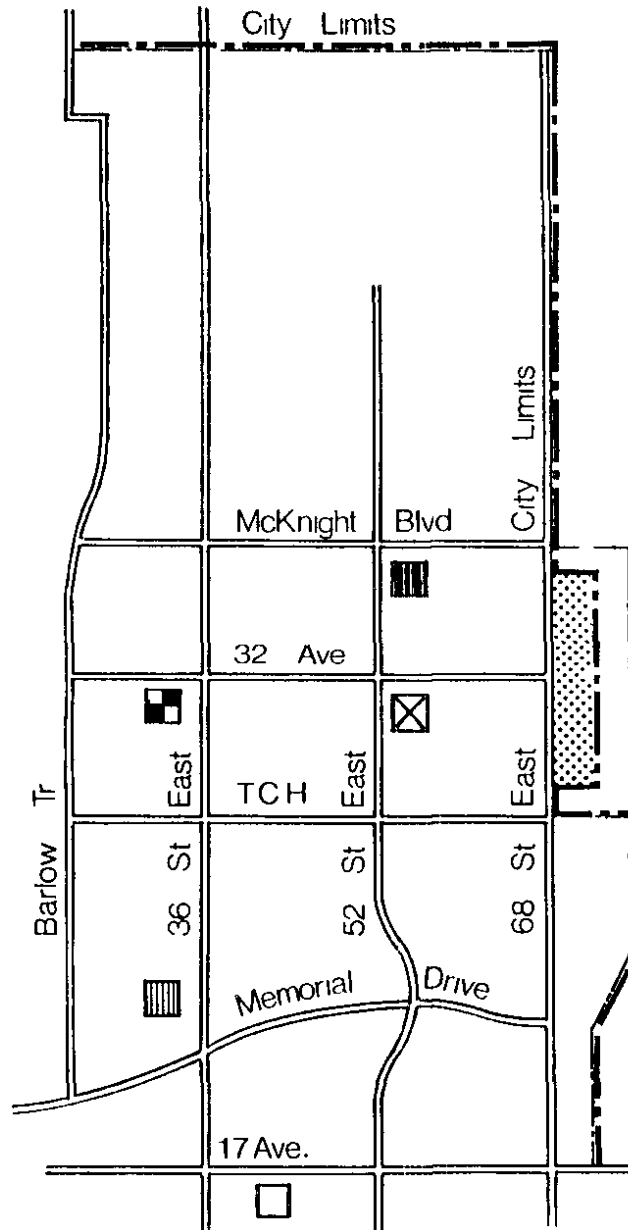 City Limits
City Limits
McKnight Blvd
32 Ave
TCH
Barlow Tr
36 St East
52 St East
68 St East
Memorial Drive
17 Ave.